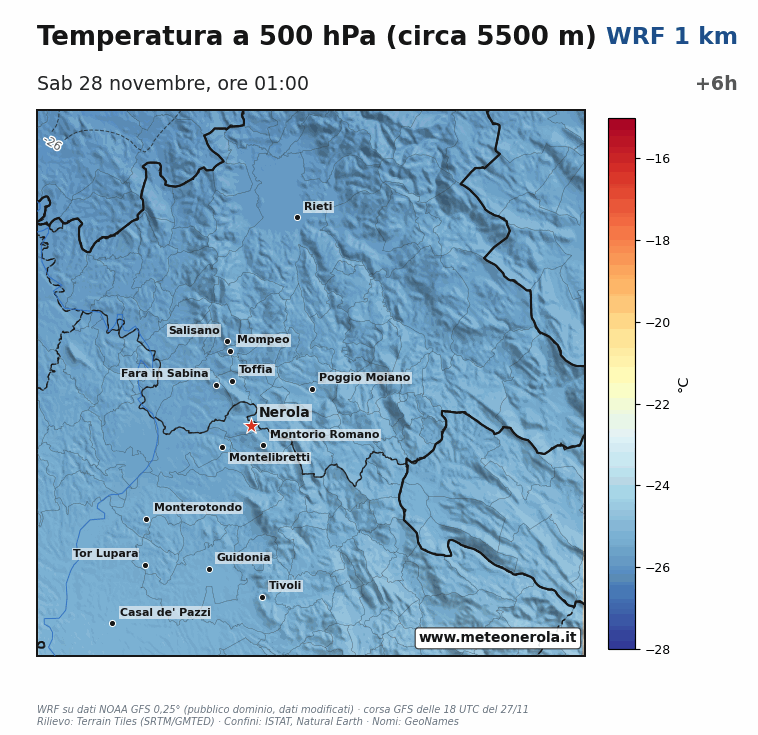 Temperatura a 500 hPa (circa 5500 m) WRF 1 km
Sab 28 novembre, ore 01:00 +6h
-26
Rieti
Salisano
Mompeo
Toffia
Fara in Sabina
Poggio Moiano
Nerola
Montorio Romano
Montelibretti
Monterotondo
Tor Lupara
Guidonia
Tivoli
Casal de' Pazzi
www.meteonerola.it
−16
−18
−20
−22
−24
−26
−28
°C
WRF su dati NOAA GFS 0,25° (pubblico dominio, dati modificati) · corsa GFS delle 18 UTC del 27/11
Rilievo: Terrain Tiles (SRTM/GMTED) · Confini: ISTAT, Natural Earth · Nomi: GeoNames